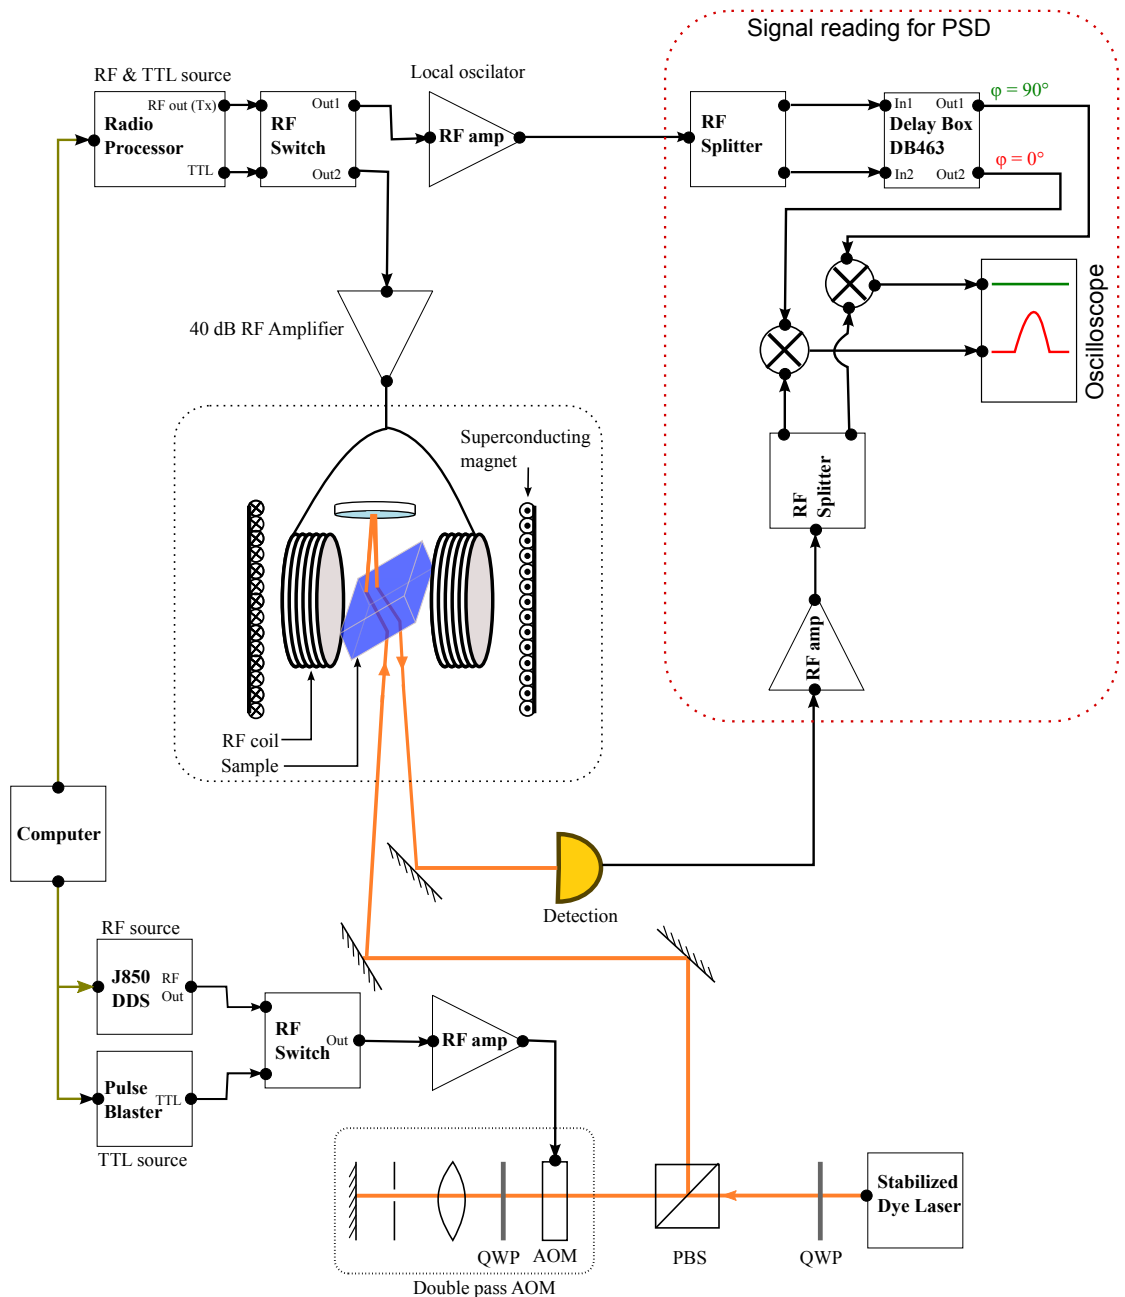 Signal reading for PSD
RF & TTL source
Local oscilator
RF out (Tx)
Radio
Processor
TTL
Out1
RF
Switch
Out2
RF amp
RF
Splitter
In1
Out1
Delay Box
DB463
In2
Out2
φ = 90°
φ = 0°
Oscilloscope
40 dB RF Amplifier
Superconducting
magnet
RF
Splitter
RF amp
RF coil
Sample
Computer
Detection
RF source
J850
DDS
RF
Out
RF
Switch
Out
RF amp
Pulse
Blaster
TTL
TTL source
Stabilized
Dye Laser
QWP
AOM
PBS
QWP
Double pass AOM